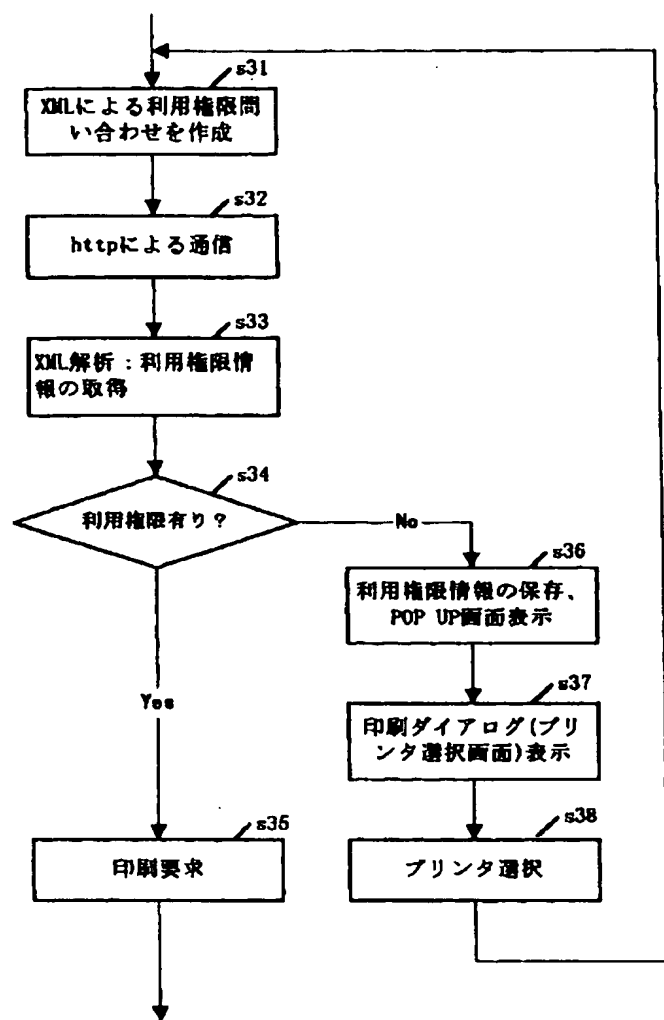 s31
XMLによる利用権限問
い合わせを作成
s32
httpによる通信
s33
XML解析：利用権限情
報の取得
s34
利用権限有り？
No
s36
利用権限情報の保存、
POP UP画面表示
s37
Yes
印刷ダイアログ(プリ
ンタ選択画面)表示
s35
s38
印刷要求
プリンタ選択